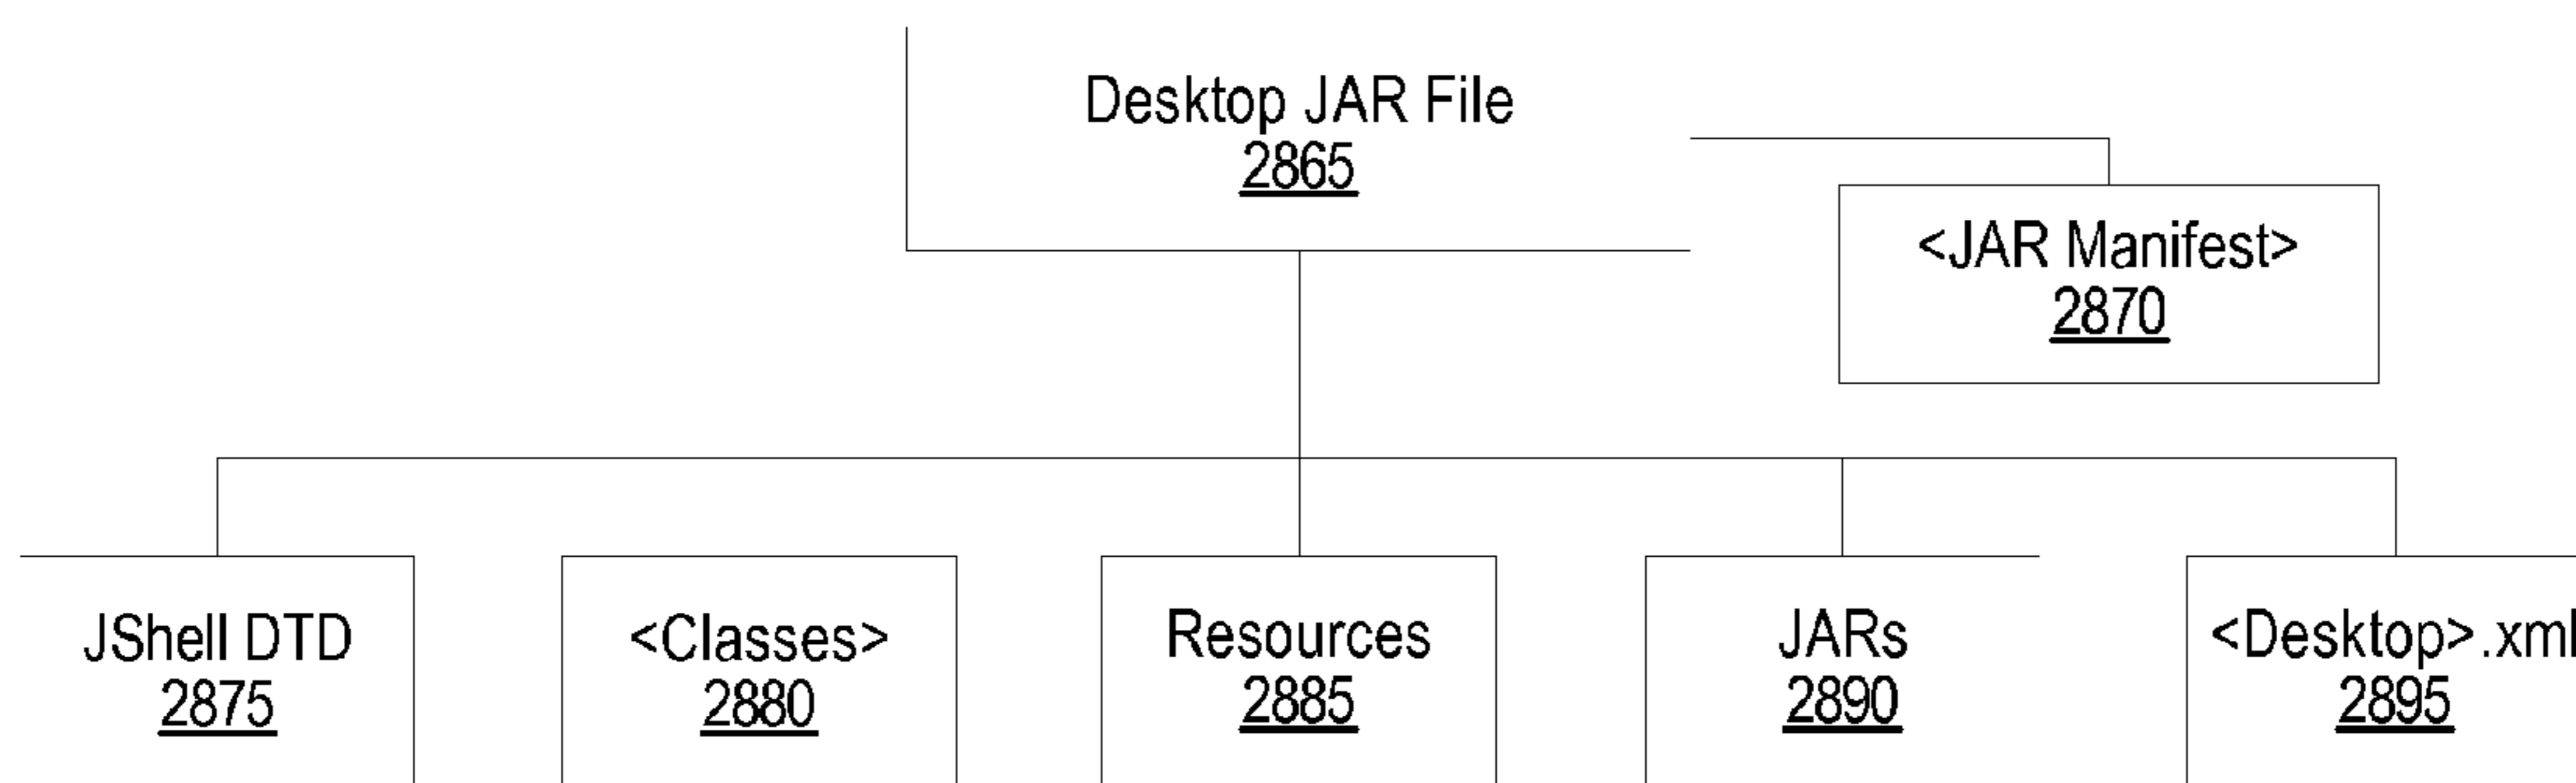 Desktop JAR File
2865
<JAR Manifest>
2870
JShell DTD
2875
<Classes>
2880
Resources
2885
JARs
2890
<Desktop>.xml
2895